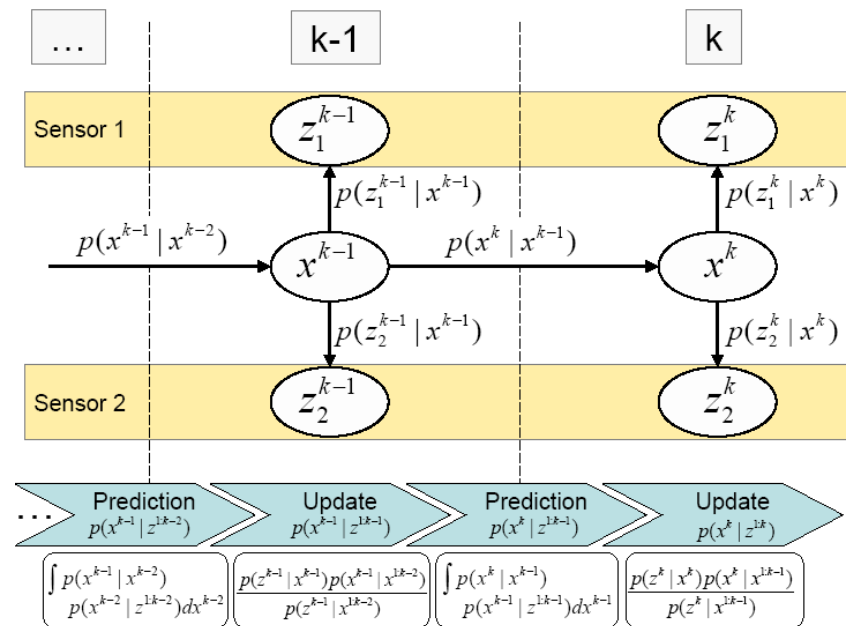 ... k-1 k
Sensor 1 $z_1^{k-1}$ $z_1^{k}$
$p(z_1^{k-1} | x^{k-1})$ $p(z_1^{k} | x^{k})$
$p(x^{k-1} | x^{k-2})$ $x^{k-1}$ $p(x^{k} | x^{k-1})$ $x^{k}$
$p(z_2^{k-1} | x^{k-1})$ $p(z_2^{k} | x^{k})$
Sensor 2 $z_2^{k-1}$ $z_2^{k}$
... Prediction Update Prediction Update
$p(x^{k-1} | z^{1:k-2})$ $p(x^{k-1} | z^{1:k-1})$ $p(x^{k} | z^{1:k-1})$ $p(x^{k} | z^{1:k})$
$\int p(x^{k-1} | x^{k-2})$
$p(x^{k-2} | z^{1:k-2})dx^{k-2}$
$p(z^{k-1} | x^{k-1})p(x^{k-1} | x^{1:k-2})$
$p(z^{k-1} | x^{1:k-2})$
$\int p(x^{k} | x^{k-1})$
$p(x^{k-1} | z^{1:k-1})dx^{k-1}$
$p(z^{k} | x^{k})p(x^{k} | x^{1:k-1})$
$p(z^{k} | x^{1:k-1})$